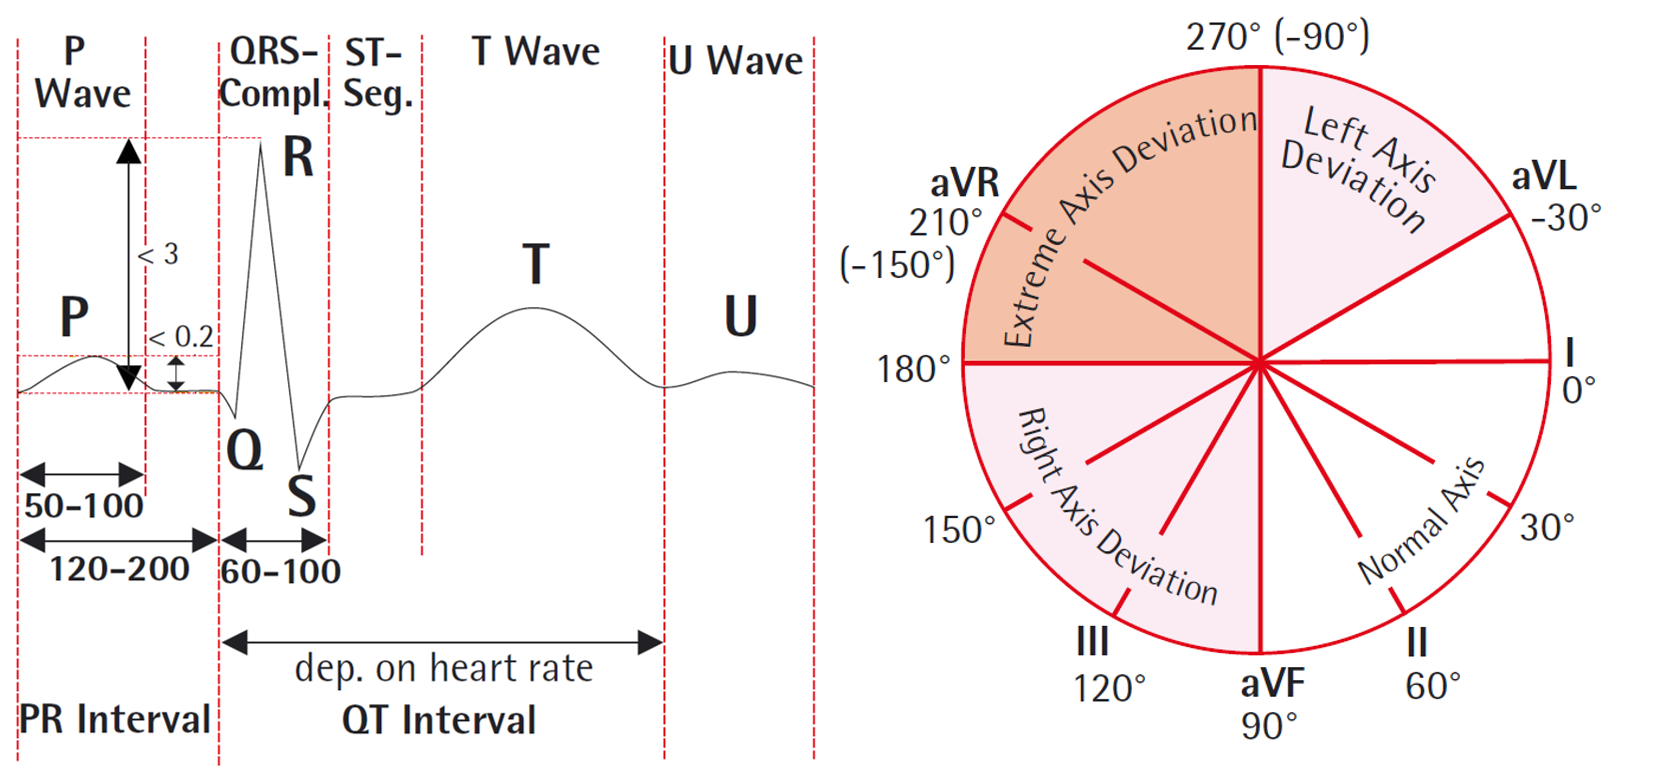 P
Wave
QRS-
Compl.
ST-
Seg.
T Wave
U Wave
R
< 3
P
< 0.2
T
U
Q
S
50-100
120-200
60-100
dep. on heart rate
PR Interval
QT Interval
270° (-90°)
Left Axis
Deviation
Extreme Axis Deviation
aVR
210°
(-150°)
aVL
-30°
180°
I
0°
Right Axis Deviation
Normal Axis
150°
30°
III
120°
aVF
90°
II
60°